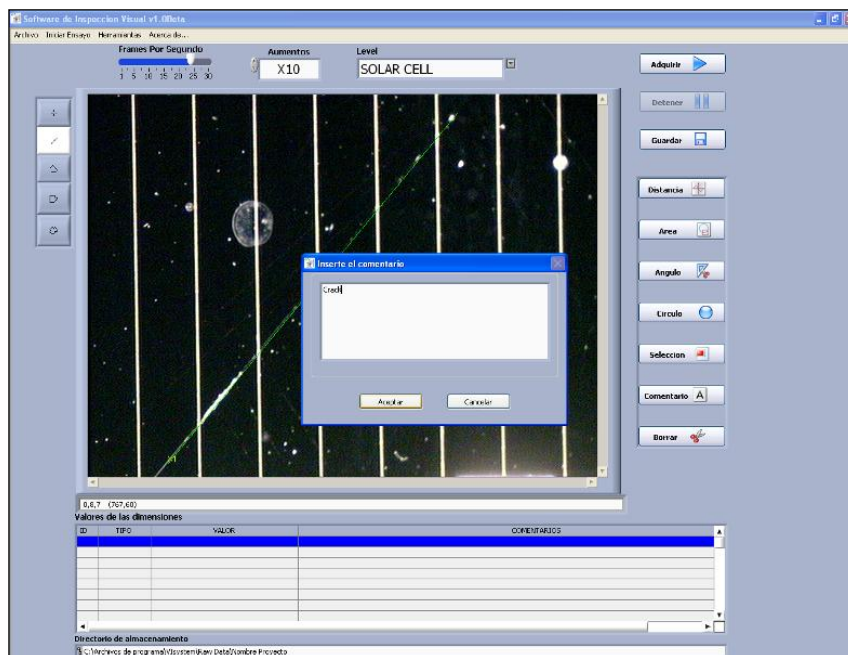 Software de Inspeccion Visual v1.0Beta
Archivo Iniciar Ensayo Herramientas Acerca de...
Frames Por Segundo
1 5 10 15 20 25 30
Aumentos
X10
Level
SOLAR CELL
Adquirir
Detener
Guardar
Distancia
Area
Angulo
Circulo
Seleccion
Comentario A
Borrar
Inserte el comentario
Crack
Aceptar Cancelar
0,8,7 (767,60)
Valores de las dimensiones
ID TIPO VALOR COMENTARIOS
Directorio de almacenamiento
C:\Archivos de programa\VIsystem\Raw Data\Nombre Proyecto